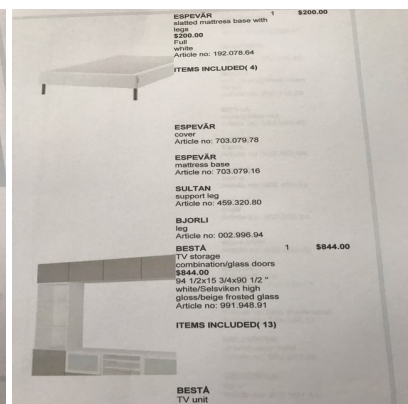 ESPEVÄR 1 $200.00
slatted mattress base with
legs
$200.00
Full
white
Article no: 192.078.64
ITEMS INCLUDED( 4)
ESPEVÄR
cover
Article no: 703.079.78
ESPEVÄR
mattress base
Article no: 703.079.16
SULTAN
support leg
Article no: 459.320.80
BJORLI
leg
Article no: 002.996.94
BESTÅ 1 $844.00
TV storage
combination/glass doors
$844.00
94 1/2x15 3/4x90 1/2 "
white/Selsviken high
gloss/beige frosted glass
Article no: 991.948.91
ITEMS INCLUDED( 13)
BESTÅ
TV unit